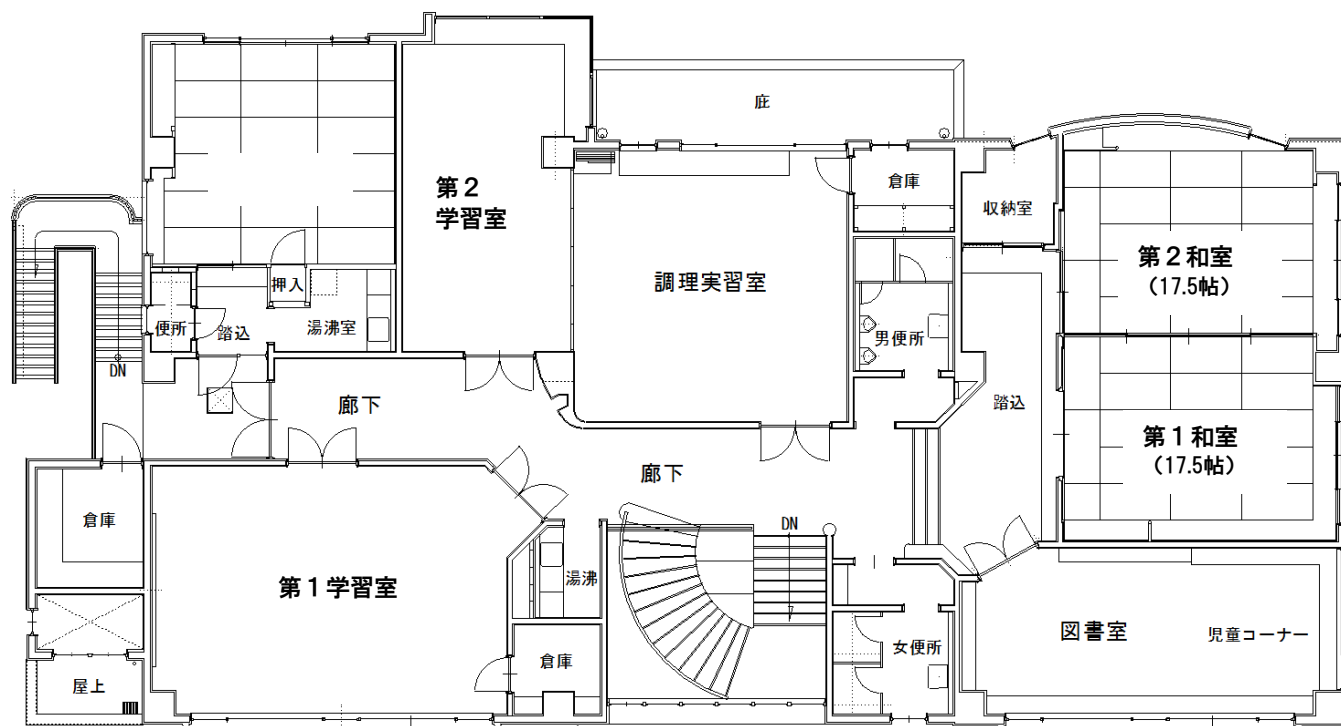 庇
第２
学習室
倉庫
収納室
第２和室
（17.5帖）
調理実習室
押入
便所
踏込
湯沸室
男便所
DN
廊下
踏込
第１和室
（17.5帖）
廊下
倉庫
DN
第１学習室
湯沸
図書室
児童コーナー
女便所
倉庫
屋上